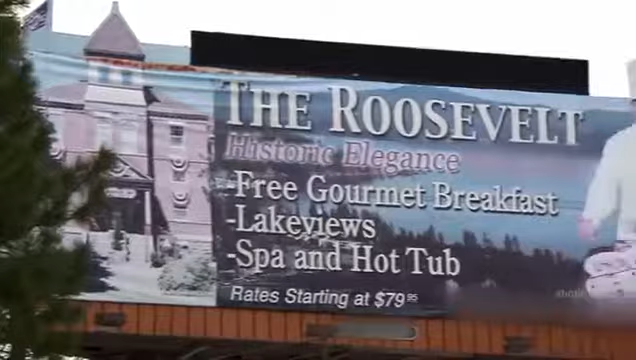 THE ROOSEVELT
Historic Elegance
-Free Gourmet Breakfast
-Lakeviews
-Spa and Hot Tub
Rates Starting at $79.95